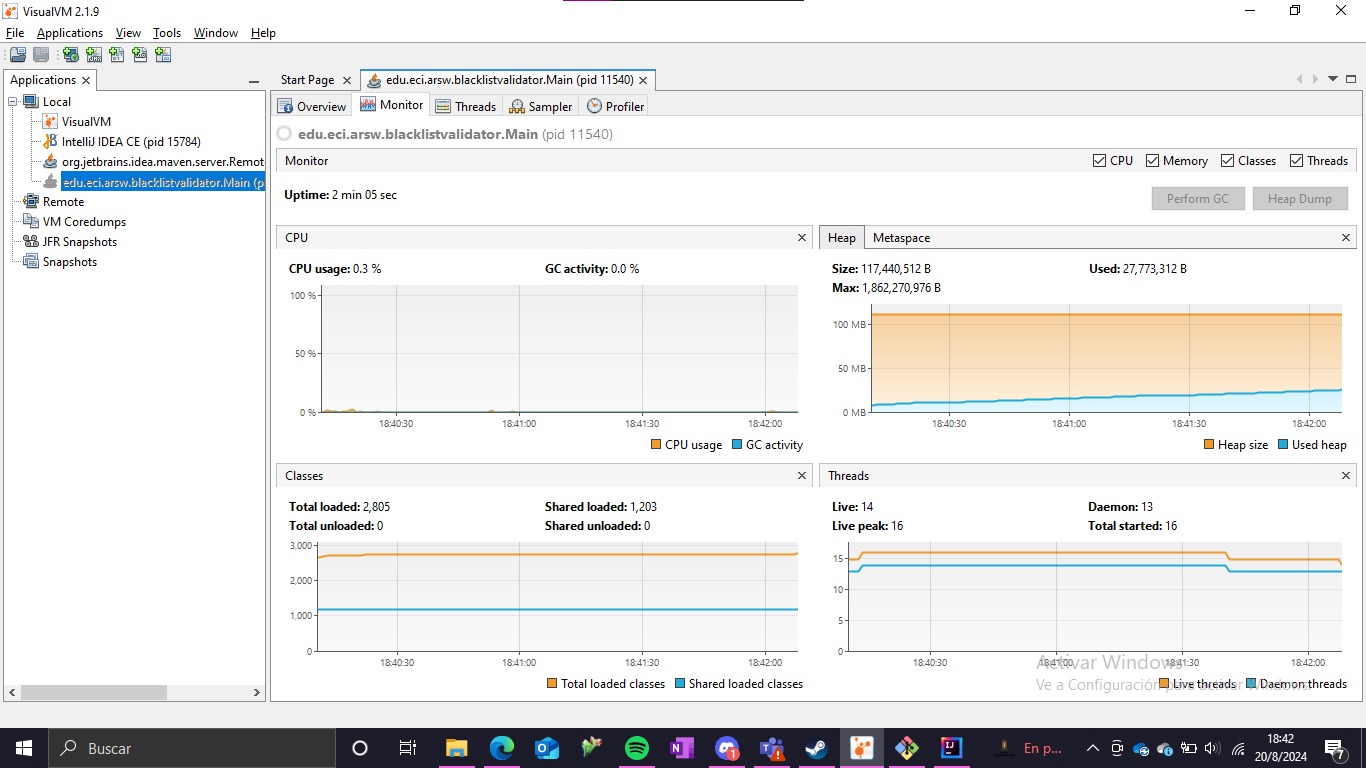 VisualVM 2.1.9
File Applications View Tools Window Help
Applications
Start Page
edu.eci.arsw.blacklistvalidator.Main (pid 11540)
Local
VisualVM
IntelliJ IDEA CE (pid 15784)
org.jetbrains.idea.maven.server.Remot
edu.eci.arsw.blacklistvalidator.Main (p
Remote
VM Coredumps
JFR Snapshots
Snapshots
Overview Monitor Threads Sampler Profiler
edu.eci.arsw.blacklistvalidator.Main (pid 11540)
Monitor CPU Memory Classes Threads
Uptime: 2 min 05 sec
Perform GC Heap Dump
CPU
CPU usage: 0.3 % GC activity: 0.0 %
100 %
50 %
0 %
18:40:30 18:41:00 18:41:30 18:42:00
CPU usage GC activity
Heap Metaspace
Size: 117,440,512 B Used: 27,773,312 B
Max: 1,862,270,976 B
100 MB
50 MB
0 MB
18:40:30 18:41:00 18:41:30 18:42:00
Heap size Used heap
Classes
Total loaded: 2,805 Shared loaded: 1,203
Total unloaded: 0 Shared unloaded: 0
3,000
2,000
1,000
0
18:40:30 18:41:00 18:41:30 18:42:00
Total loaded classes Shared loaded classes
Threads
Live: 14 Daemon: 13
Live peak: 16 Total started: 16
15
10
5
0
18:40:30 18:41:00 18:41:30 18:42:00
Live threads Daemon threads
Activar Windows
Ve a Configuración para activar Windows.
Buscar
1
En p...
18:42
20/8/2024
7